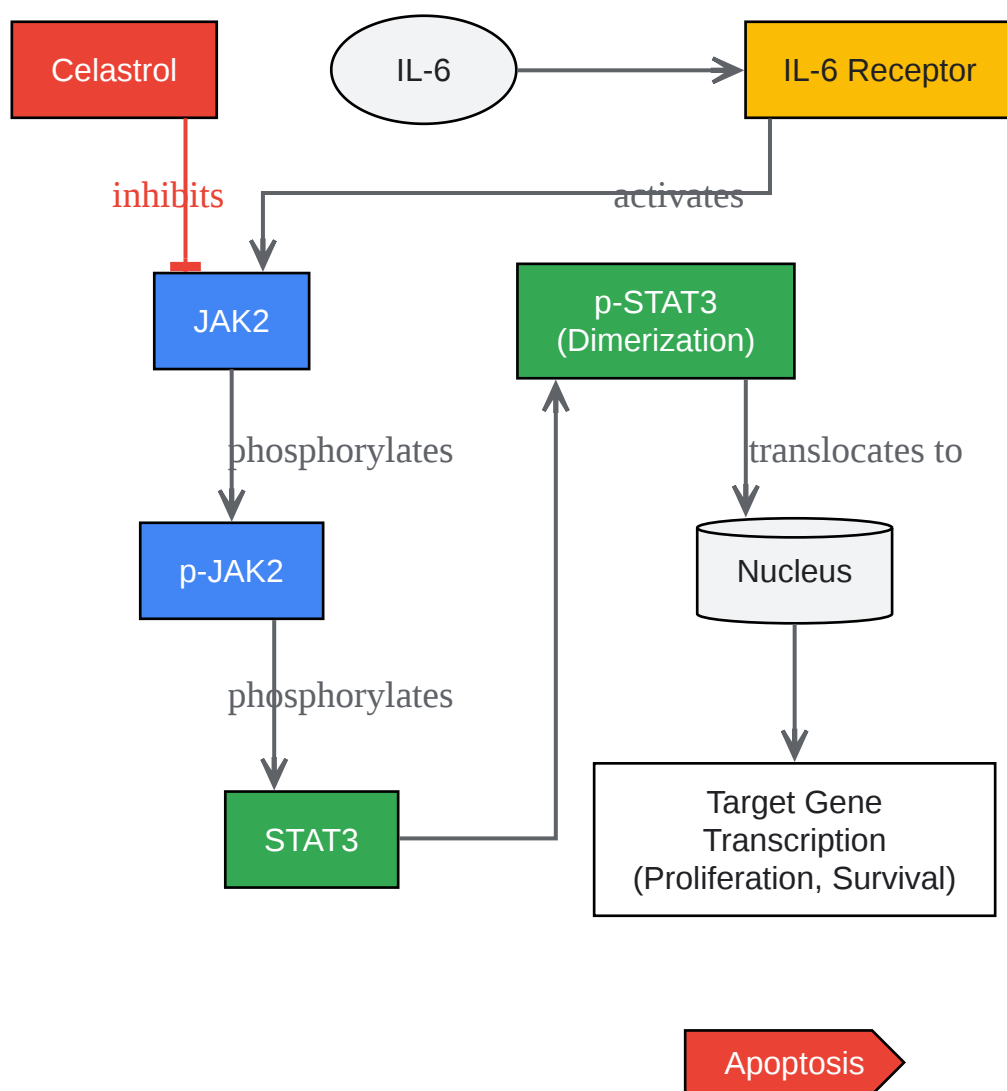 Celastrol
IL-6
IL-6 Receptor
inhibits
activates
JAK2
p-STAT3
(Dimerization)
phosphorylates
translocates to
p-JAK2
Nucleus
phosphorylates
STAT3
Target Gene
Transcription
(Proliferation, Survival)
Apoptosis